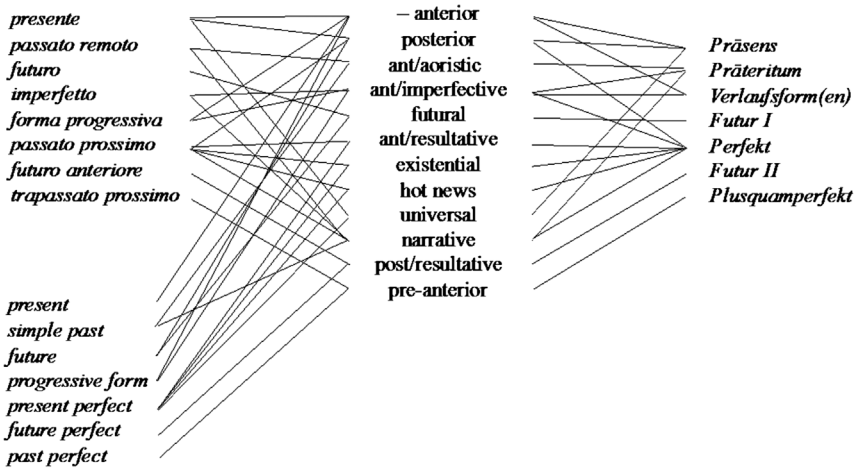 presente
passato remoto
futuro
imperfetto
forma progressiva
passato prossimo
futuro anteriore
trapassato prossimo
present
simple past
future
progressive form
present perfect
future perfect
past perfect
– anterior
posterior
ant/aoristic
ant/imperfective
futural
ant/resultative
existential
hot news
universal
narrative
post/resultative
pre-anterior
Präsens
Präteritum
Verlaufsform(en)
Futur I
Perfekt
Futur II
Plusquamperfekt